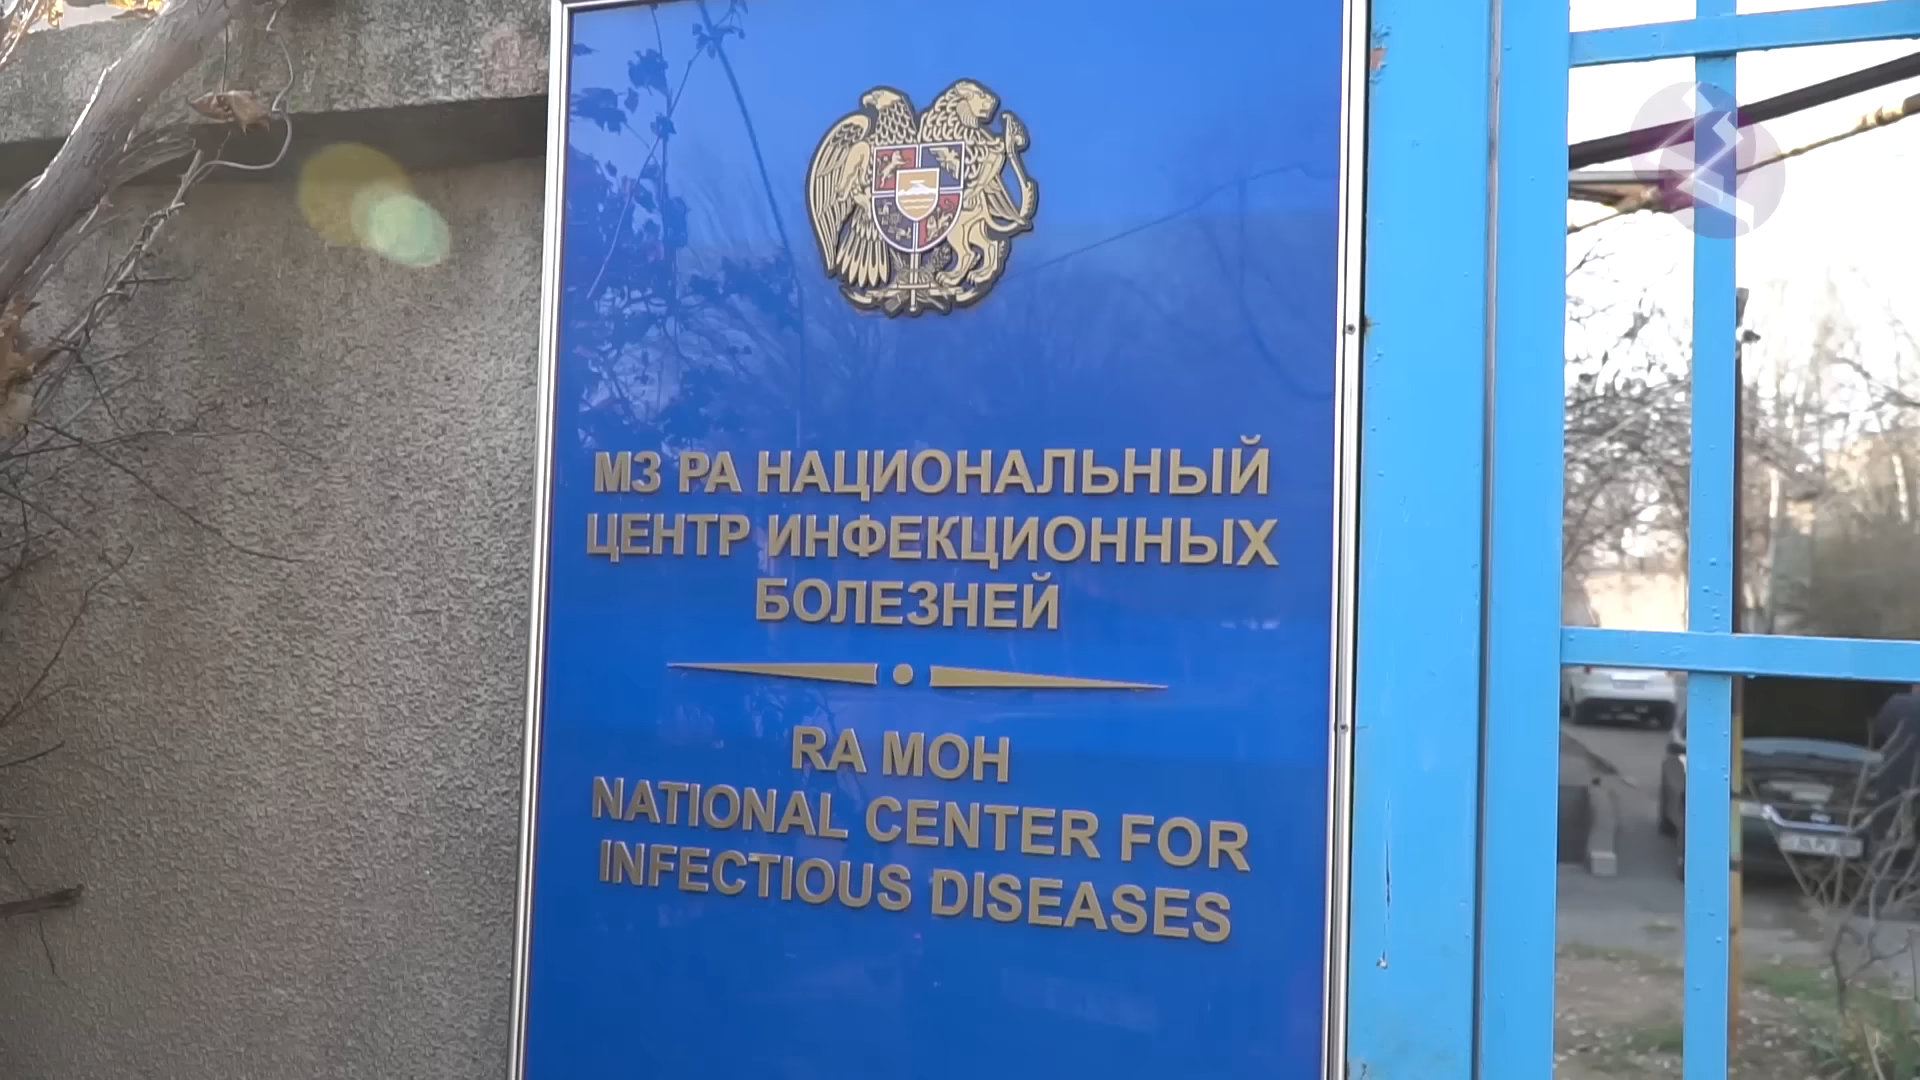 МЗ РА НАЦИОНАЛЬНЫЙ
ЦЕНТР ИНФЕКЦИОННЫХ
БОЛЕЗНЕЙ
RA MOH
NATIONAL CENTER FOR
INFECTIOUS DISEASES